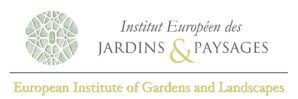 Institut Européen des
JARDINS & PAYSAGES
European Institute of Gardens and Landscapes